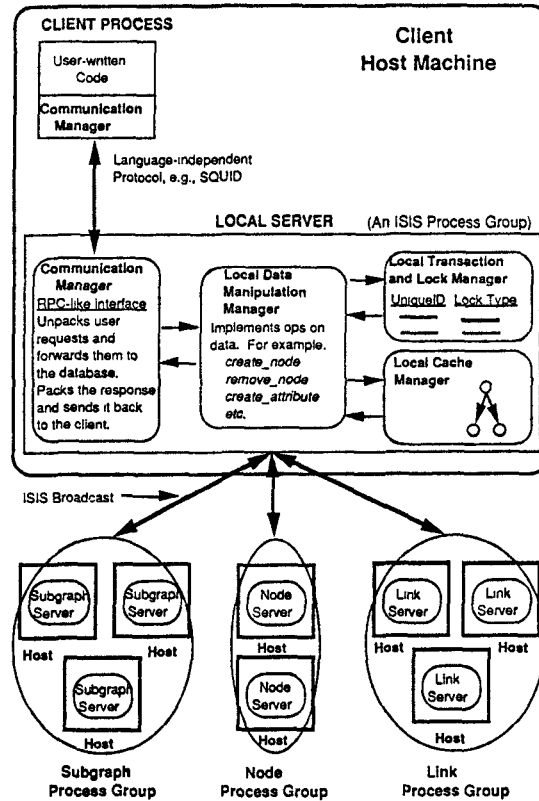 CLIENT PROCESS
Client
Host Machine
User-written
Code
Communication
Manager
Language-independent
Protocol, e.g., SQUID
LOCAL SERVER
(An ISIS Process Group)
Communication
Manager
RPC-like interface
Unpacks user
requests and
forwards them to
the database.
Packs the response
and sends it back
to the client.
Local Data
Manipulation
Manager
Implements ops on
data. For example.
create_node
remove_node
create_attribute
etc.
Local Transaction
and Lock Manager
UniqueID Lock Type
Local Cache
Manager
ISIS Broadcast
Subgraph
Server
Host
Subgraph
Server
Host
Subgraph
Server
Host
Subgraph
Process Group
Node
Server
Host
Node
Server
Host
Node
Process Group
Link
Server
Host
Link
Server
Host
Link
Server
Host
Link
Process Group